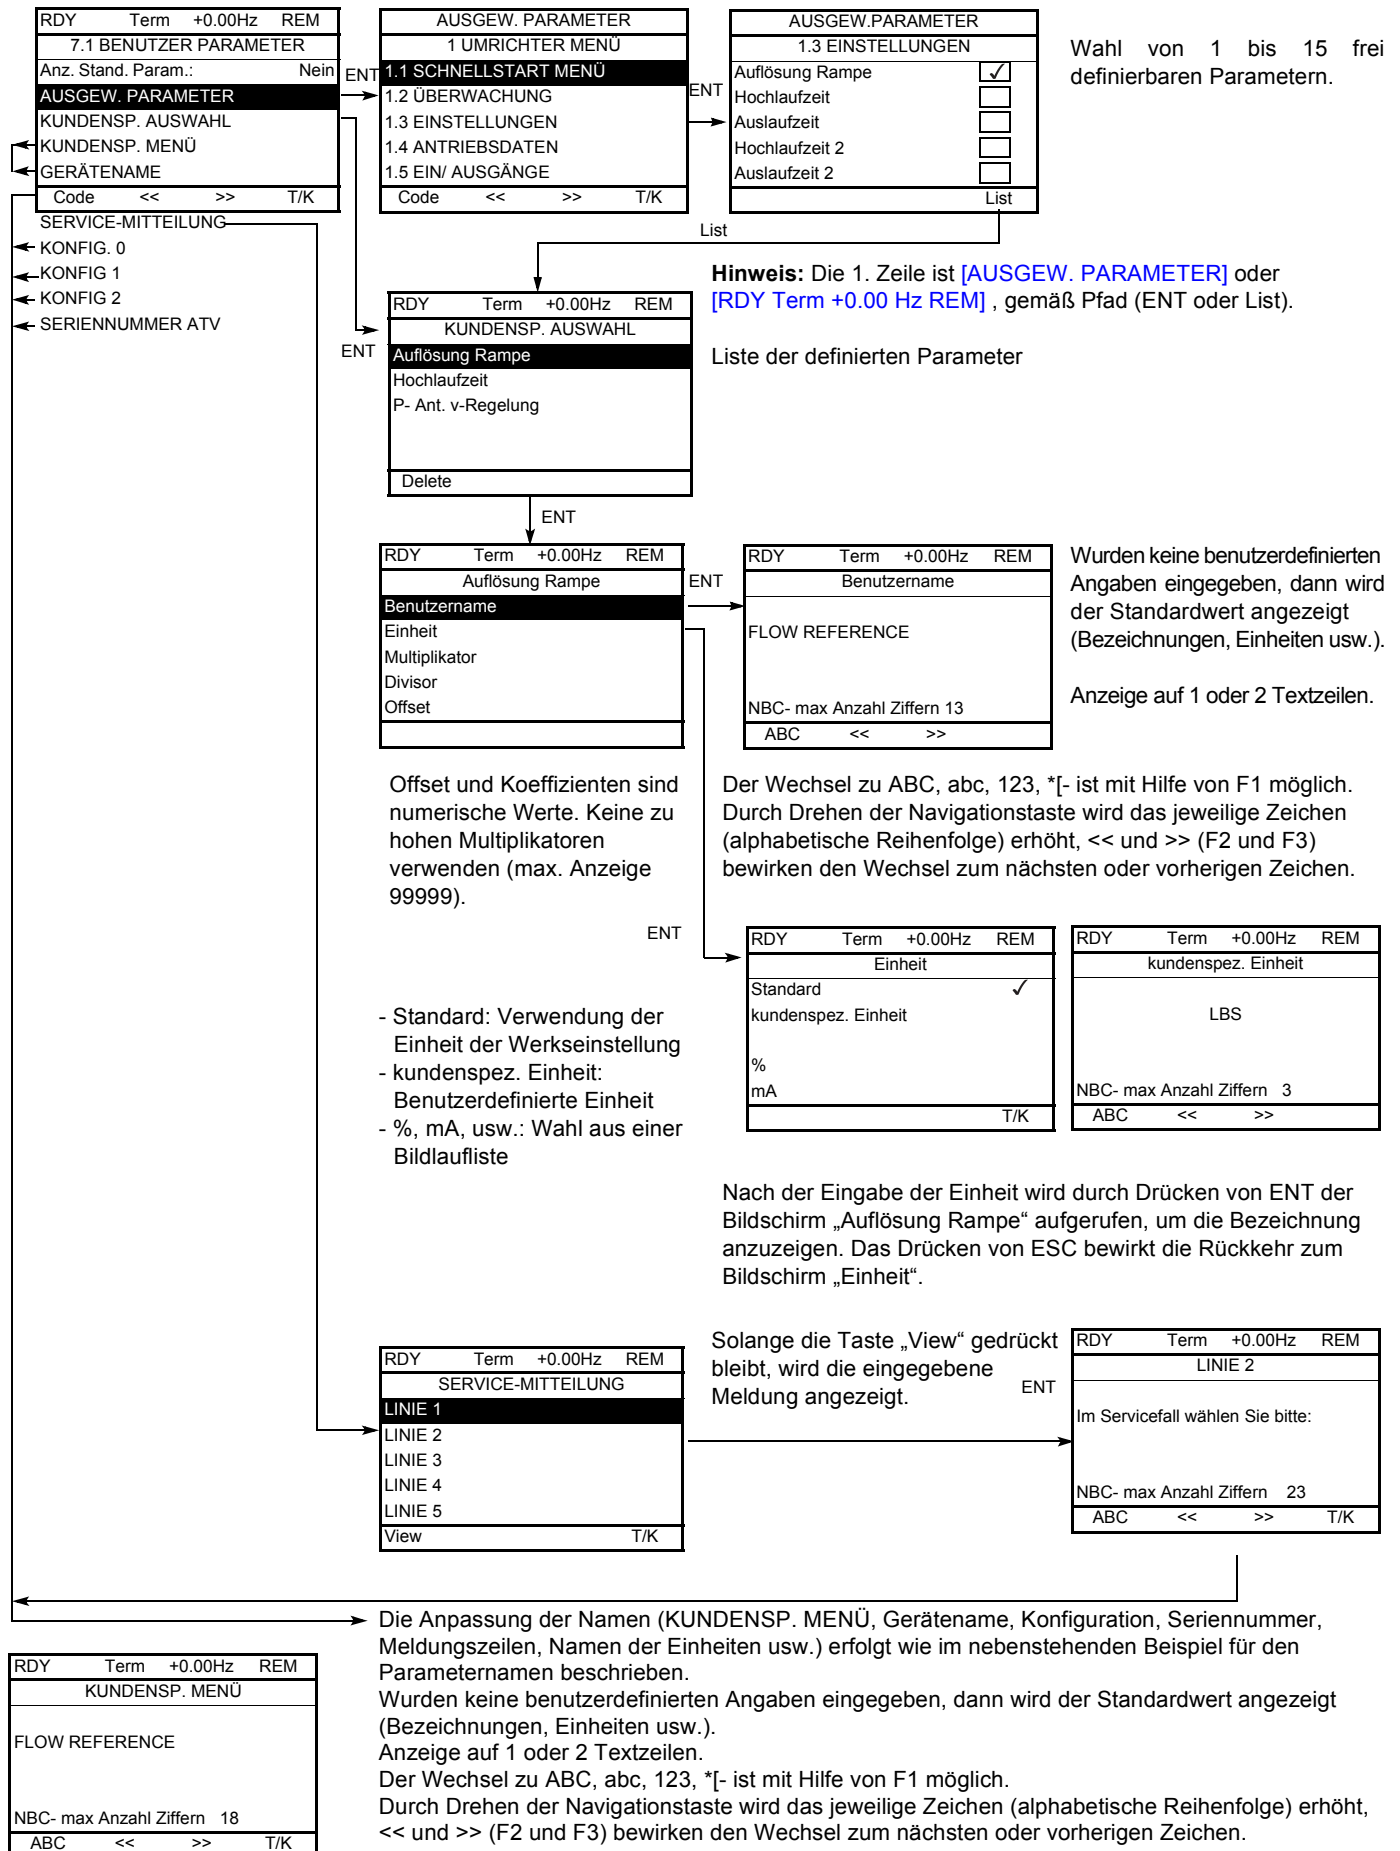 RDY Term +0.00Hz REM
7.1 BENUTZER PARAMETER
Anz. Stand. Param.: Nein
AUSGEW. PARAMETER
KUNDENSP. AUSWAHL
KUNDENSP. MENÜ
GERÄTENAME
Code << >> T/K
SERVICE-MITTEILUNG
KONFIG. 0
KONFIG 1
KONFIG 2
SERIENNUMMER ATV
ENT
AUSGEW. PARAMETER
1 UMRICHTER MENÜ
1.1 SCHNELLSTART MENÜ
1.2 ÜBERWACHUNG
1.3 EINSTELLUNGEN
1.4 ANTRIEBSDATEN
1.5 EIN/ AUSGÄNGE
Code << >> T/K
ENT
AUSGEW.PARAMETER
1.3 EINSTELLUNGEN
Auflösung Rampe ✓
Hochlaufzeit
Auslaufzeit
Hochlaufzeit 2
Auslaufzeit 2
List
Wahl von 1 bis 15 frei
definierbaren Parametern.
List
Hinweis: Die 1. Zeile ist [AUSGEW. PARAMETER] oder
[RDY Term +0.00 Hz REM] , gemäß Pfad (ENT oder List).
ENT
RDY Term +0.00Hz REM
KUNDENSP. AUSWAHL
Auflösung Rampe
Hochlaufzeit
P- Ant. v-Regelung
Delete
Liste der definierten Parameter
ENT
RDY Term +0.00Hz REM
Auflösung Rampe
Benutzername
Einheit
Multiplikator
Divisor
Offset
ENT
RDY Term +0.00Hz REM
Benutzername
FLOW REFERENCE
NBC- max Anzahl Ziffern 13
ABC << >>
Wurden keine benutzerdefinierten
Angaben eingegeben, dann wird
der Standardwert angezeigt
(Bezeichnungen, Einheiten usw.).
Anzeige auf 1 oder 2 Textzeilen.
Offset und Koeffizienten sind
numerische Werte. Keine zu
hohen Multiplikatoren
verwenden (max. Anzeige
99999).
Der Wechsel zu ABC, abc, 123, *[- ist mit Hilfe von F1 möglich.
Durch Drehen der Navigationstaste wird das jeweilige Zeichen
(alphabetische Reihenfolge) erhöht, << und >> (F2 und F3)
bewirken den Wechsel zum nächsten oder vorherigen Zeichen.
ENT
RDY Term +0.00Hz REM
Einheit
Standard ✓
kundenspez. Einheit
%
mA
T/K
RDY Term +0.00Hz REM
kundenspez. Einheit
LBS
NBC- max Anzahl Ziffern 3
ABC << >>
- Standard: Verwendung der
Einheit der Werkseinstellung
- kundenspez. Einheit:
Benutzerdefinierte Einheit
- %, mA, usw.: Wahl aus einer
Bildlaufliste
Nach der Eingabe der Einheit wird durch Drücken von ENT der
Bildschirm „Auflösung Rampe“ aufgerufen, um die Bezeichnung
anzuzeigen. Das Drücken von ESC bewirkt die Rückkehr zum
Bildschirm „Einheit“.
RDY Term +0.00Hz REM
SERVICE-MITTEILUNG
LINIE 1
LINIE 2
LINIE 3
LINIE 4
LINIE 5
View T/K
Solange die Taste „View“ gedrückt
bleibt, wird die eingegebene
Meldung angezeigt.
ENT
RDY Term +0.00Hz REM
LINIE 2
Im Servicefall wählen Sie bitte:
NBC- max Anzahl Ziffern 23
ABC << >> T/K
Die Anpassung der Namen (KUNDENSP. MENÜ, Gerätename, Konfiguration, Seriennummer,
Meldungszeilen, Namen der Einheiten usw.) erfolgt wie im nebenstehenden Beispiel für den
Parameternamen beschrieben.
Wurden keine benutzerdefinierten Angaben eingegeben, dann wird der Standardwert angezeigt
(Bezeichnungen, Einheiten usw.).
Anzeige auf 1 oder 2 Textzeilen.
Der Wechsel zu ABC, abc, 123, *[- ist mit Hilfe von F1 möglich.
Durch Drehen der Navigationstaste wird das jeweilige Zeichen (alphabetische Reihenfolge) erhöht,
<< und >> (F2 und F3) bewirken den Wechsel zum nächsten oder vorherigen Zeichen.
RDY Term +0.00Hz REM
KUNDENSP. MENÜ
FLOW REFERENCE
NBC- max Anzahl Ziffern 18
ABC << >> T/K